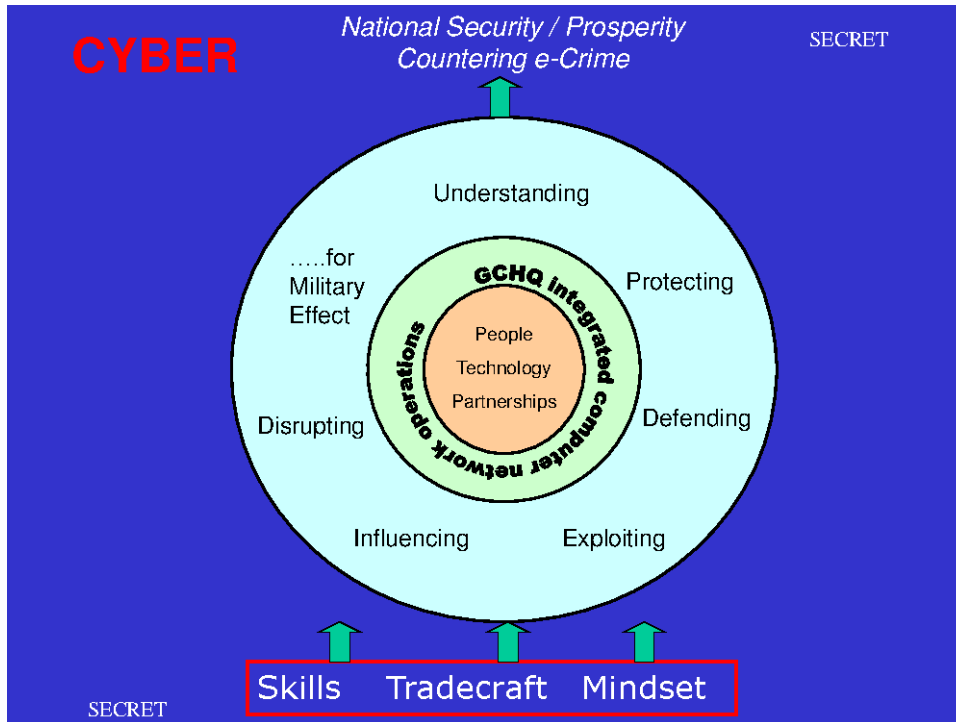 CYBER
National Security / Prosperity
Countering e-Crime
SECRET
Understanding
.....for
Military
Effect
Protecting
GCHQ integrated computer network operations
People
Technology
Partnerships
Disrupting
Defending
Influencing
Exploiting
Skills Tradecraft Mindset
SECRET